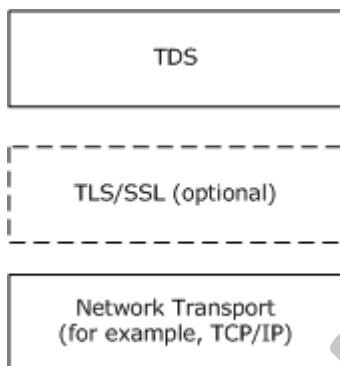 TDS
TLS/SSL (optional)
Network Transport
(for example, TCP/IP)